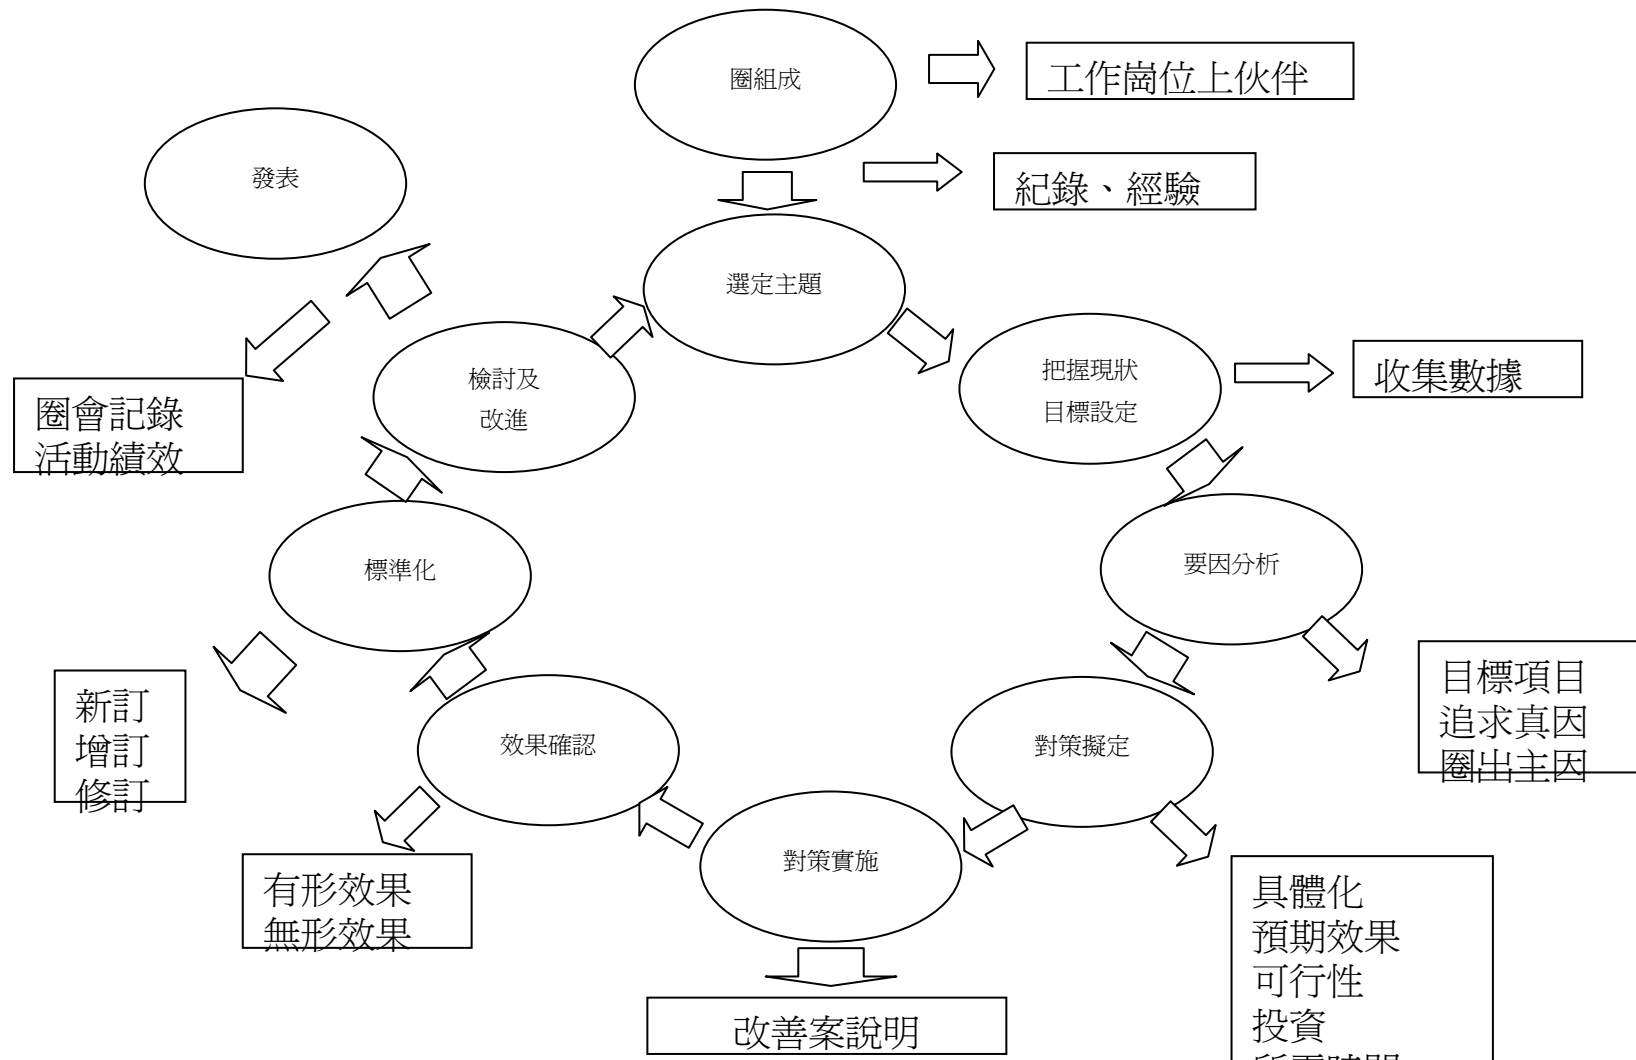 圈組成
工作崗位上伙伴
發表
紀錄、經驗
選定主題
檢討及
改進
把握現狀
目標設定
收集數據
圈會記錄
活動績效
標準化
要因分析
新訂
增訂
修訂
效果確認
對策擬定
目標項目
追求真因
圈出主因
有形效果
無形效果
對策實施
具體化
預期效果
可行性
投資
改善案說明